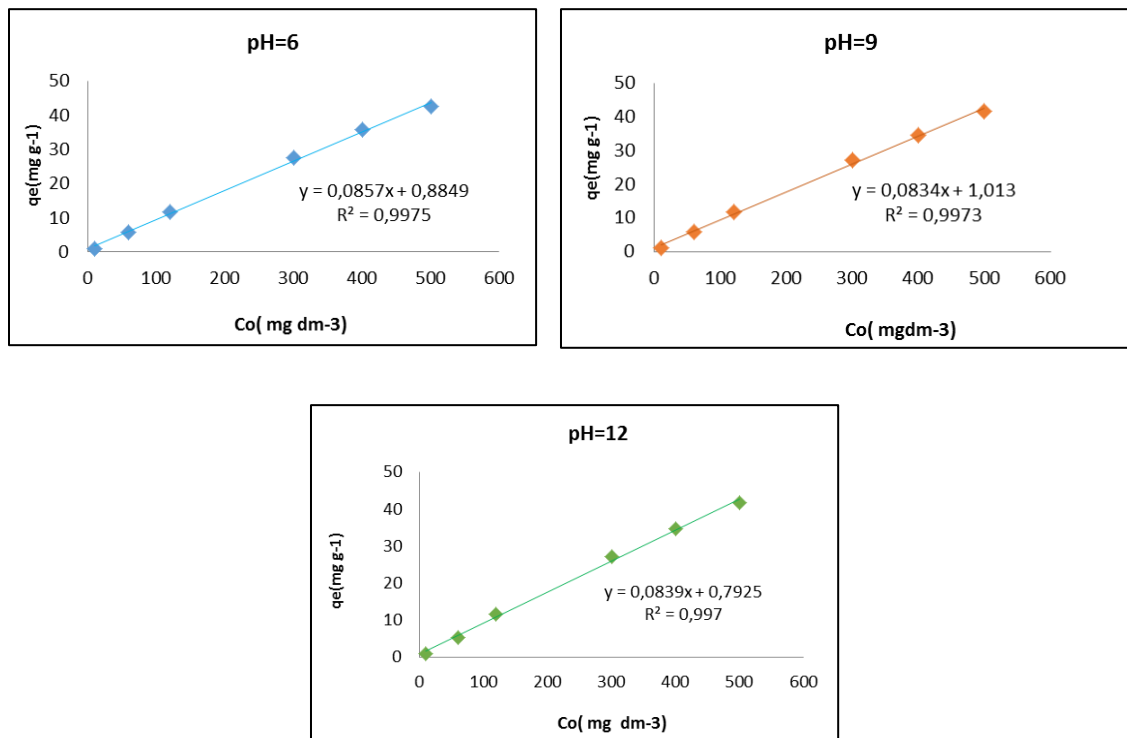 pH=6
50
40
30
20
10
0
qe(mg g-1)
y = 0,0857x + 0,8849
R² = 0,9975
0 100 200 300 400 500 600
Co( mg dm-3)
pH=9
50
40
30
20
10
0
qe(mg g-1)
y = 0,0834x + 1,013
R² = 0,9973
0 100 200 300 400 500 600
Co( mgdm-3)
pH=12
50
40
30
20
10
0
qe(mg g-1)
y = 0,0839x + 0,7925
R² = 0,997
0 100 200 300 400 500 600
Co( mg dm-3)